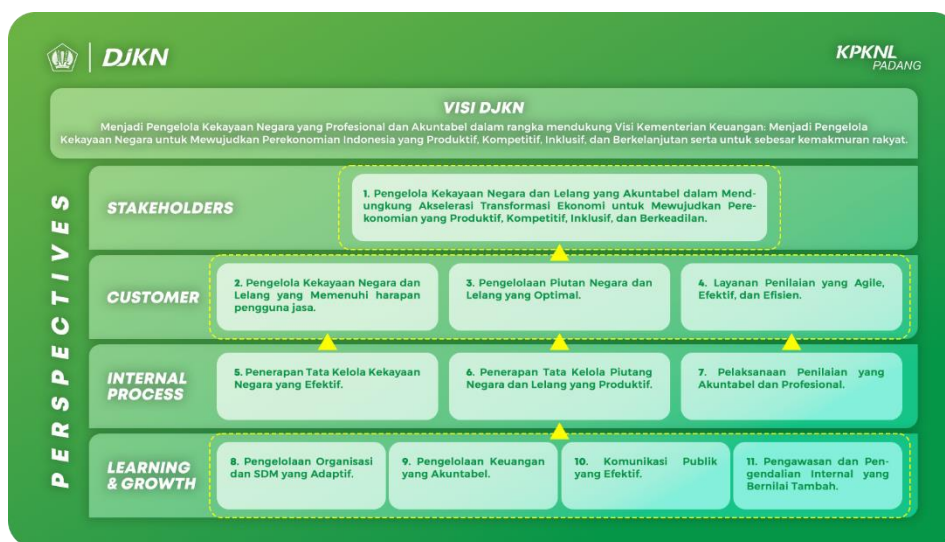 DJKN
KPKNL
PADANG
VISI DJKN
Menjadi Pengelola Kekayaan Negara yang Profesional dan Akuntabel dalam rangka mendukung Visi Kementerian Keuangan: Menjadi Pengelola
Kekayaan Negara untuk Mewujudkan Perekonomian Indonesia yang Produktif, Kompetitif, Inklusif, dan Berkelanjutan serta untuk sebesar kemakmuran rakyat.
PERSPECTIVES
STAKEHOLDERS
1. Pengelola Kekayaan Negara dan Lelang yang Akuntabel dalam Mend-
ungkung Akselerasi Transformasi Ekonomi untuk Mewujudkan Pere-
konomian yang Produktif, Kompetitif, Inklusif, dan Berkeadilan.
CUSTOMER
2. Pengelola Kekayaan Negara dan
Lelang yang Memenuhi harapan
pengguna jasa.
3. Pengelolaan Piutan Negara dan
Lelang yang Optimal.
4. Layanan Penilaian yang Agile,
Efektif, dan Efisien.
INTERNAL
PROCESS
5. Penerapan Tata Kelola Kekayaan
Negara yang Efektif.
6. Penerapan Tata Kelola Piutang
Negara dan Lelang yang Produktif.
7. Pelaksanaan Penilaian yang
Akuntabel dan Profesional.
LEARNING
& GROWTH
8. Pengelolaan Organisasi
dan SDM yang Adaptif.
9. Pengelolaan Keuangan
yang Akuntabel.
10. Komunikasi Publik
yang Efektif.
11. Pengawasan dan Pen-
gendalian Internal yang
Bernilai Tambah.